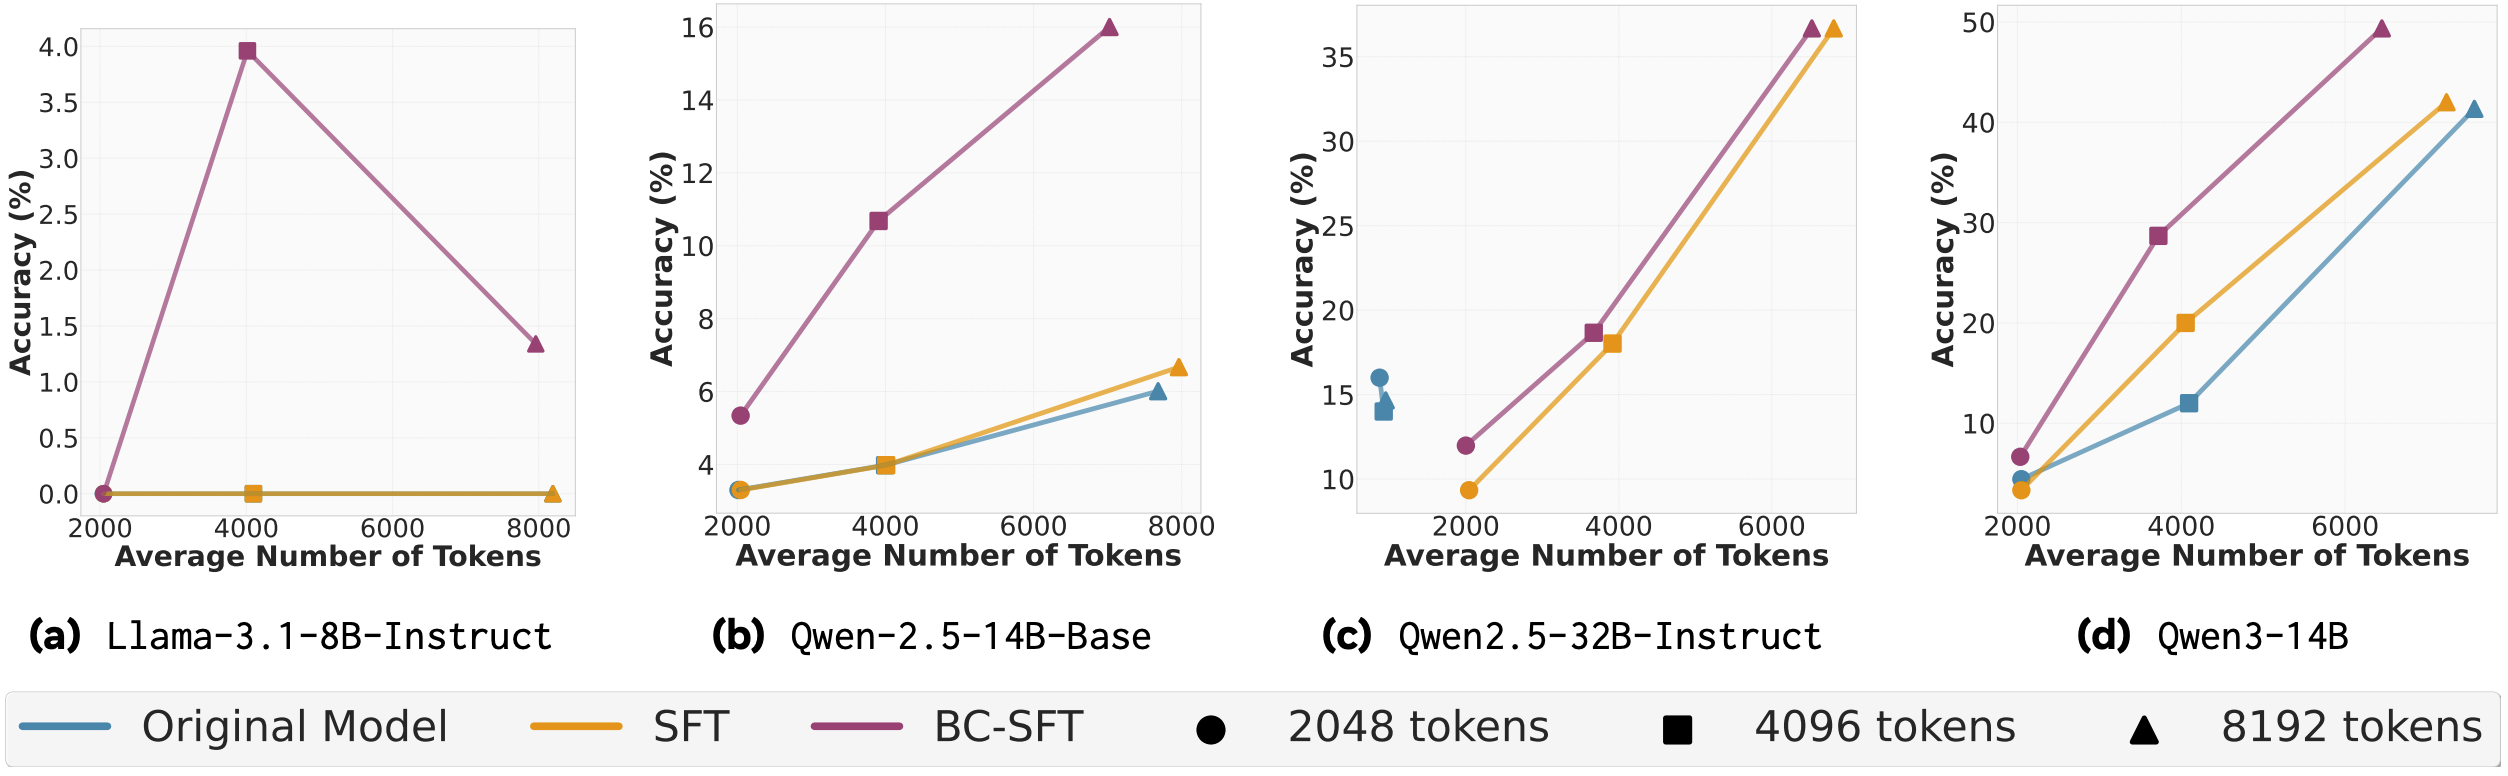 4.0
3.5
3.0
2.5
2.0
1.5
1.0
0.5
0.0
Accuracy (%)
2000 4000 6000 8000
Average Number of Tokens
(a) Llama-3.1-8B-Instruct
16
14
12
10
8
6
4
Accuracy (%)
2000 4000 6000 8000
Average Number of Tokens
(b) Qwen-2.5-14B-Base
35
30
25
20
15
10
Accuracy (%)
2000 4000 6000
Average Number of Tokens
(c) Qwen2.5-32B-Instruct
50
40
30
20
10
Accuracy (%)
2000 4000 6000
Average Number of Tokens
(d) Qwen3-14B
Original Model SFT BC-SFT 2048 tokens 4096 tokens 8192 tokens